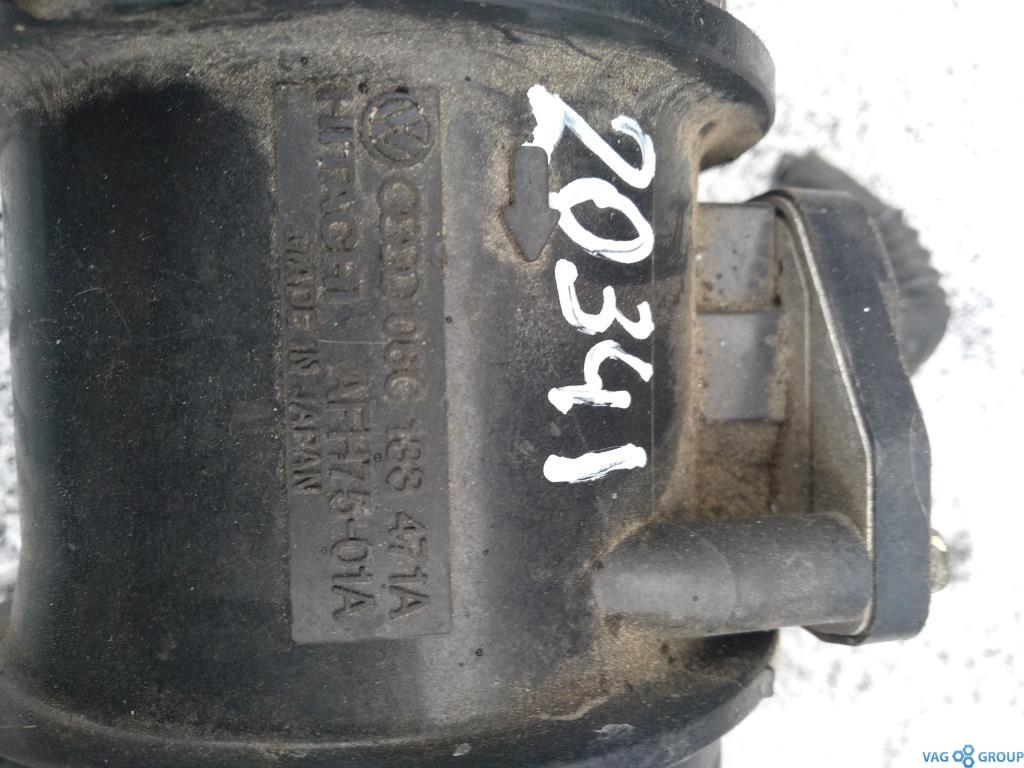 20341
06C 133 471A
HITACHI AFH75-01A
MADE IN JAPAN
VAG GROUP